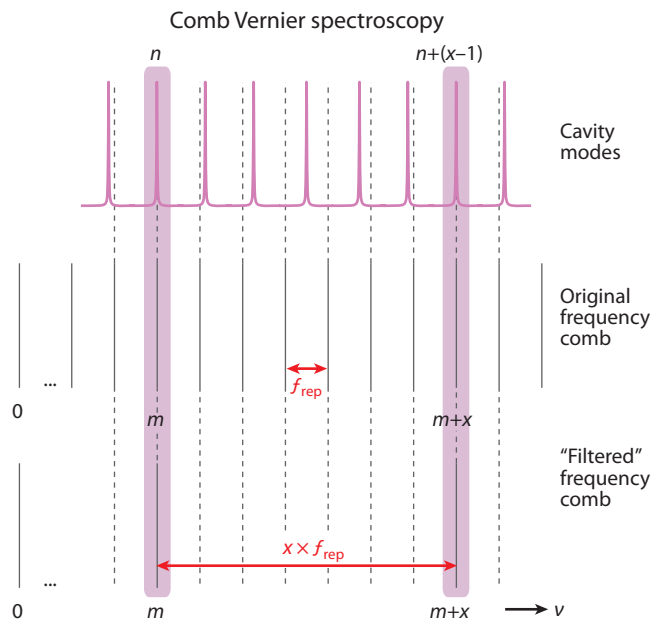 Comb Vernier spectroscopy
n
n+(x–1)
Cavity
modes
Original
frequency
comb
f_rep
...
0
m
m+x
"Filtered"
frequency
comb
x × f_rep
...
0
m
m+x
ν